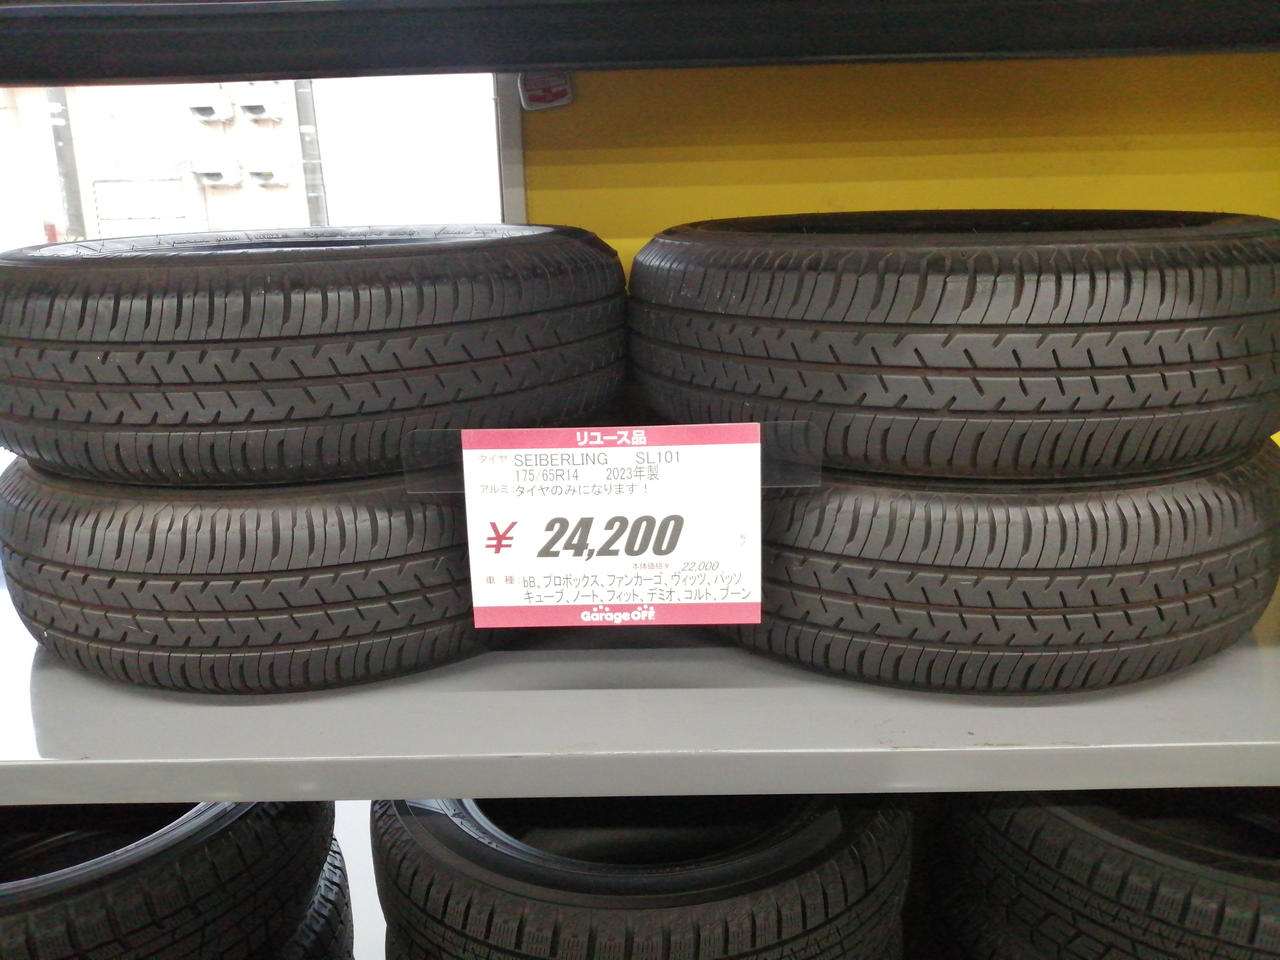 リユース品
タイヤ:SEIBERLING SL101
175/65R14 2023年製
アルミ:タイヤのみになります!
¥ 24,200
本体価格¥ 22,000
車 種:bB、プロボックス、ファンカーゴ、ヴィッツ、パッソ
キューブ、ノート、フィット、デミオ、コルト、ブーン
GarageOFF